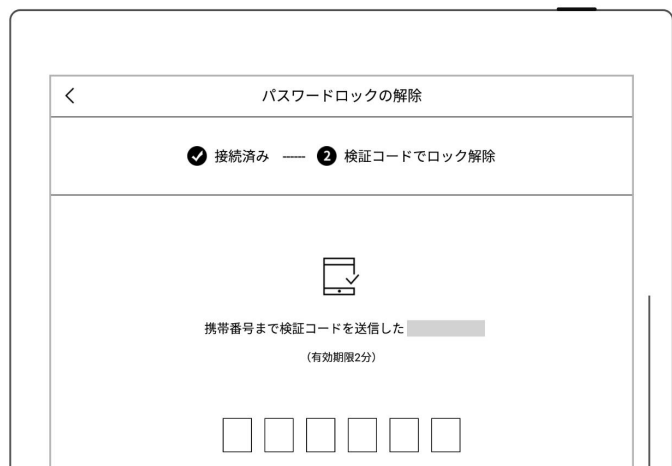 パスワードロックの解除
接続済み ---- 2 検証コードでロック解除
携帯番号まで検証コードを送信した
(有効期限2分)